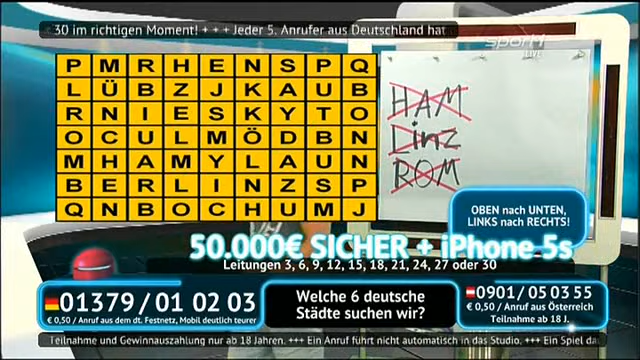 30 im richtigen Moment! +++ Jeder 5. Anrufer aus Deutschland hat
sport1
LIVE
P M R H E N S P Q
L Ü B Z J K A U B
R N I E S K Y T O
O C U L M Ö D B N
M H A M Y L A U N
B E R L I N Z S P
Q N B O C H U M J
HAM
Linz
ROM
OBEN nach UNTEN,
LINKS nach RECHTS!
50.000€ SICHER + iPhone 5s
Leitungen 3, 6, 9, 12, 15, 18, 21, 24, 27 oder 30
01379/01 02 03
€ 0,50 / Anruf aus dem dt. Festnetz, Mobil deutlich teurer
Welche 6 deutsche
Städte suchen wir?
0901/05 03 55
€ 0,50 / Anruf aus Österreich
Teilnahme ab 18 J.
Teilnahme und Gewinnauszahlung nur ab 18 Jahren. +++ Ein Anruf führt nicht automatisch in das Studio. +++ Ein Spiel da